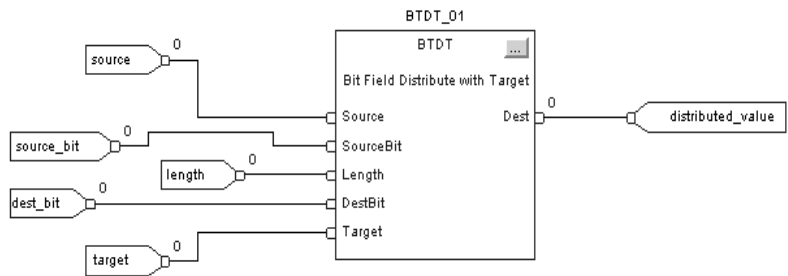 BTDT_01
0
source
BTDT
...
Bit Field Distribute with Target
Source
Dest
0
distributed_value
0
source_bit
SourceBit
0
length
Length
0
dest_bit
DestBit
0
target
Target